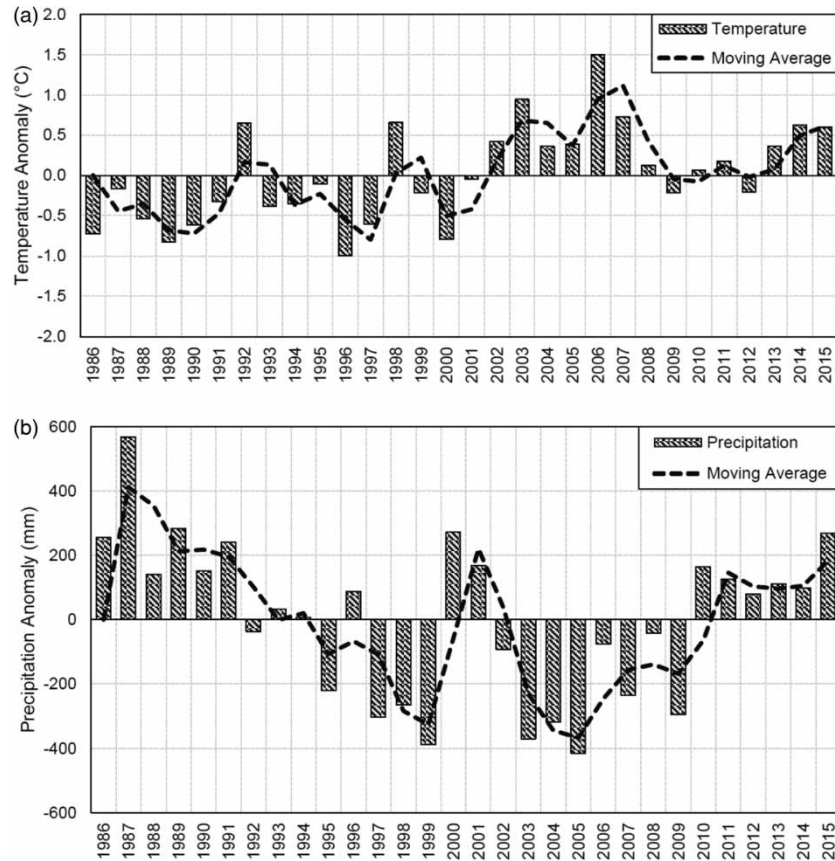 (a)
2.0
1.5
1.0
0.5
0.0
-0.5
-1.0
-1.5
-2.0
Temperature Anomaly (°C)
Temperature
Moving Average
1986 1987 1988 1989 1990 1991 1992 1993 1994 1995 1996 1997 1998 1999 2000 2001 2002 2003 2004 2005 2006 2007 2008 2009 2010 2011 2012 2013 2014 2015
(b)
600
400
200
0
-200
-400
-600
Precipitation Anomaly (mm)
Precipitation
Moving Average
1986 1987 1988 1989 1990 1991 1992 1993 1994 1995 1996 1997 1998 1999 2000 2001 2002 2003 2004 2005 2006 2007 2008 2009 2010 2011 2012 2013 2014 2015